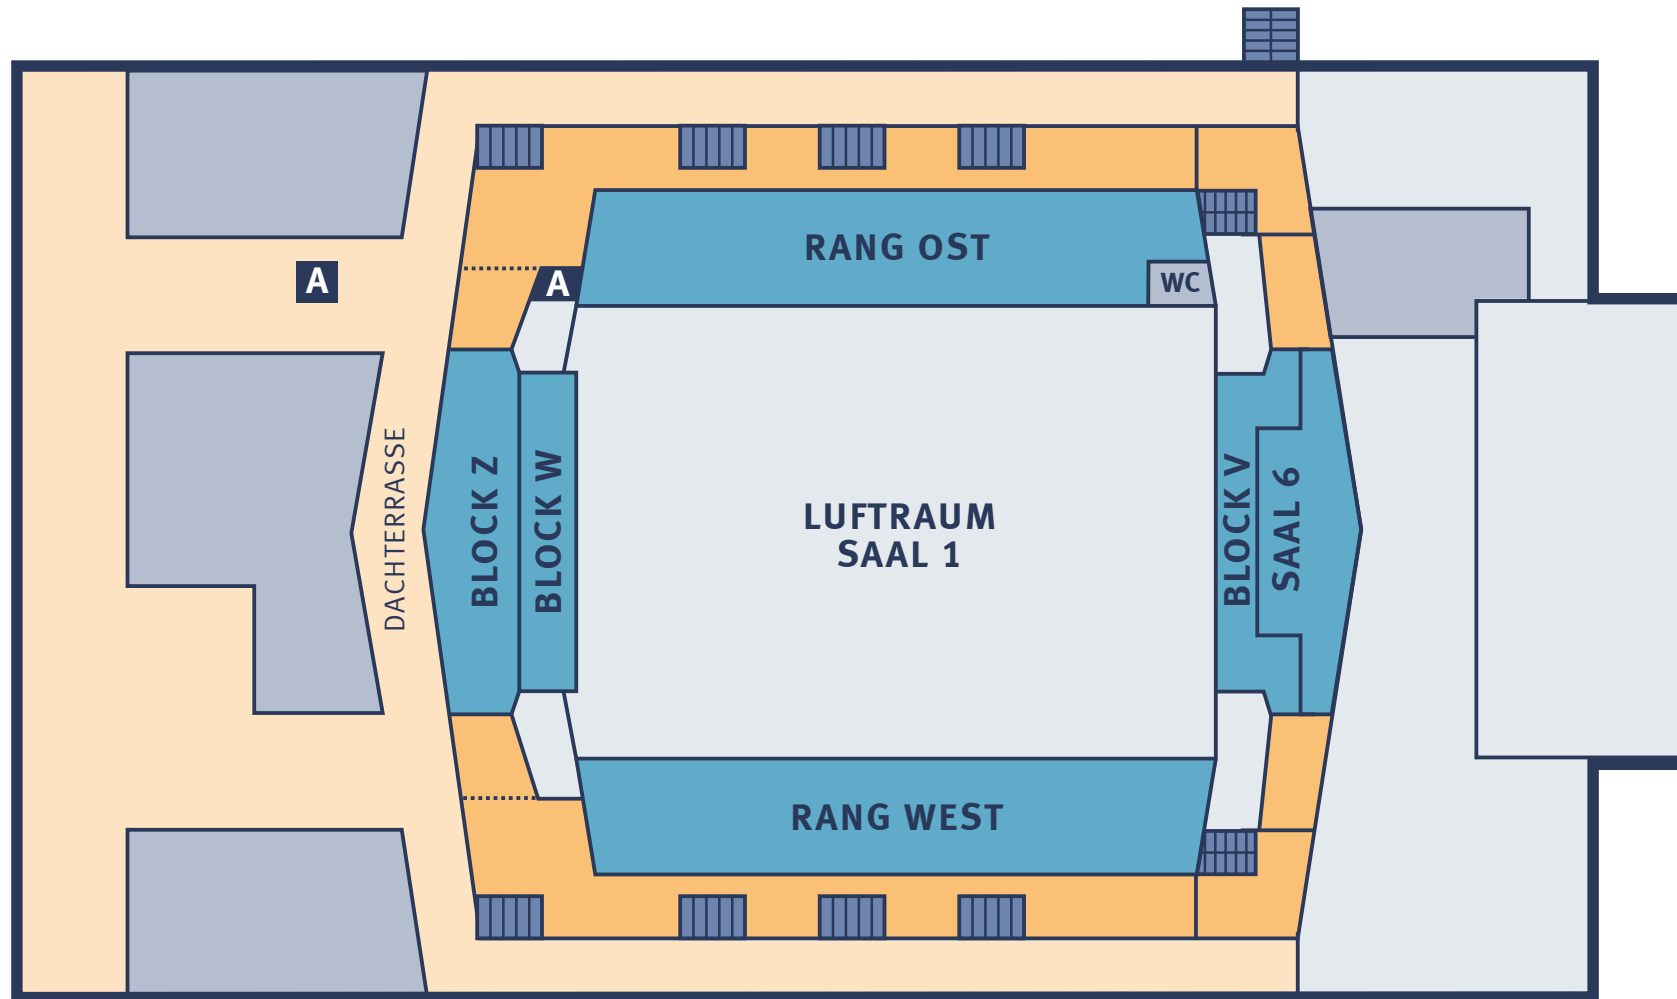 RANG OST
A
A
WC
DACHTERRASSE
BLOCK Z
BLOCK W
LUFTRAUM
SAAL 1
BLOCK V
SAAL 6
RANG WEST